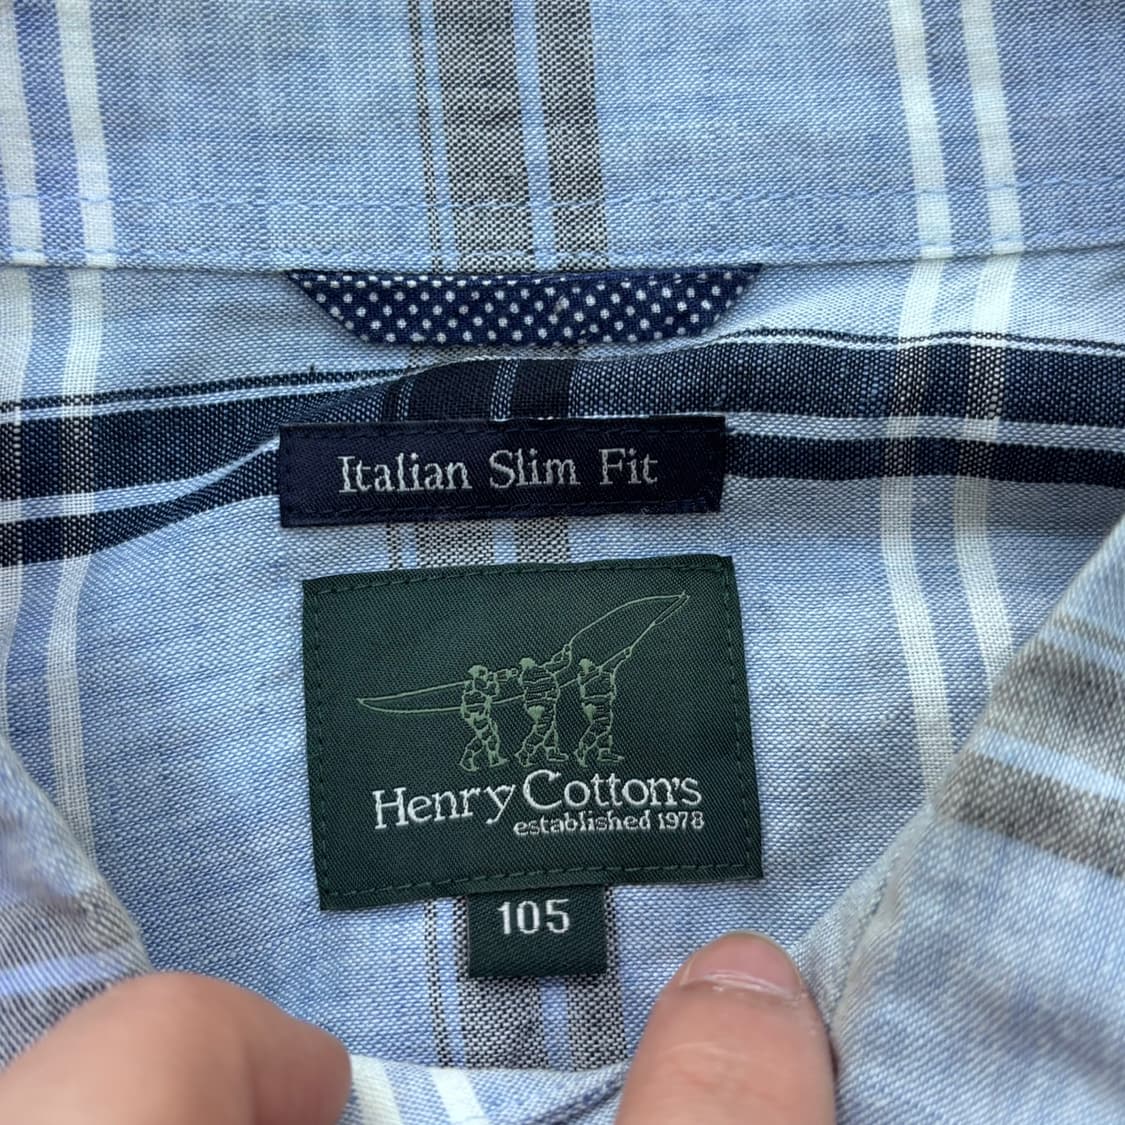 Italian Slim Fit
Henry Cotton's
established 1978
105